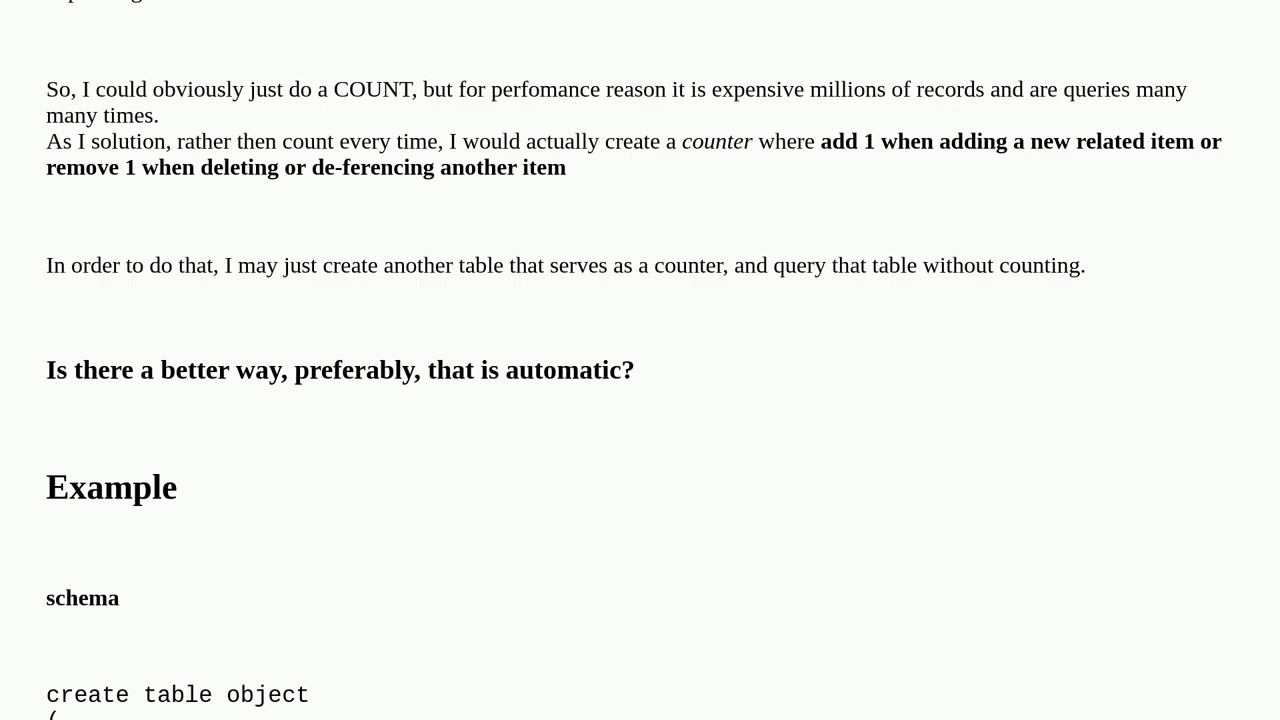 So, I could obviously just do a COUNT, but for perfomance reason it is expensive millions of records and are queries many
many times.
As I solution, rather then count every time, I would actually create a counter where add 1 when adding a new related item or
remove 1 when deleting or de-ferencing another item
In order to do that, I may just create another table that serves as a counter, and query that table without counting.
Is there a better way, preferably, that is automatic?
Example
schema
create table object
(